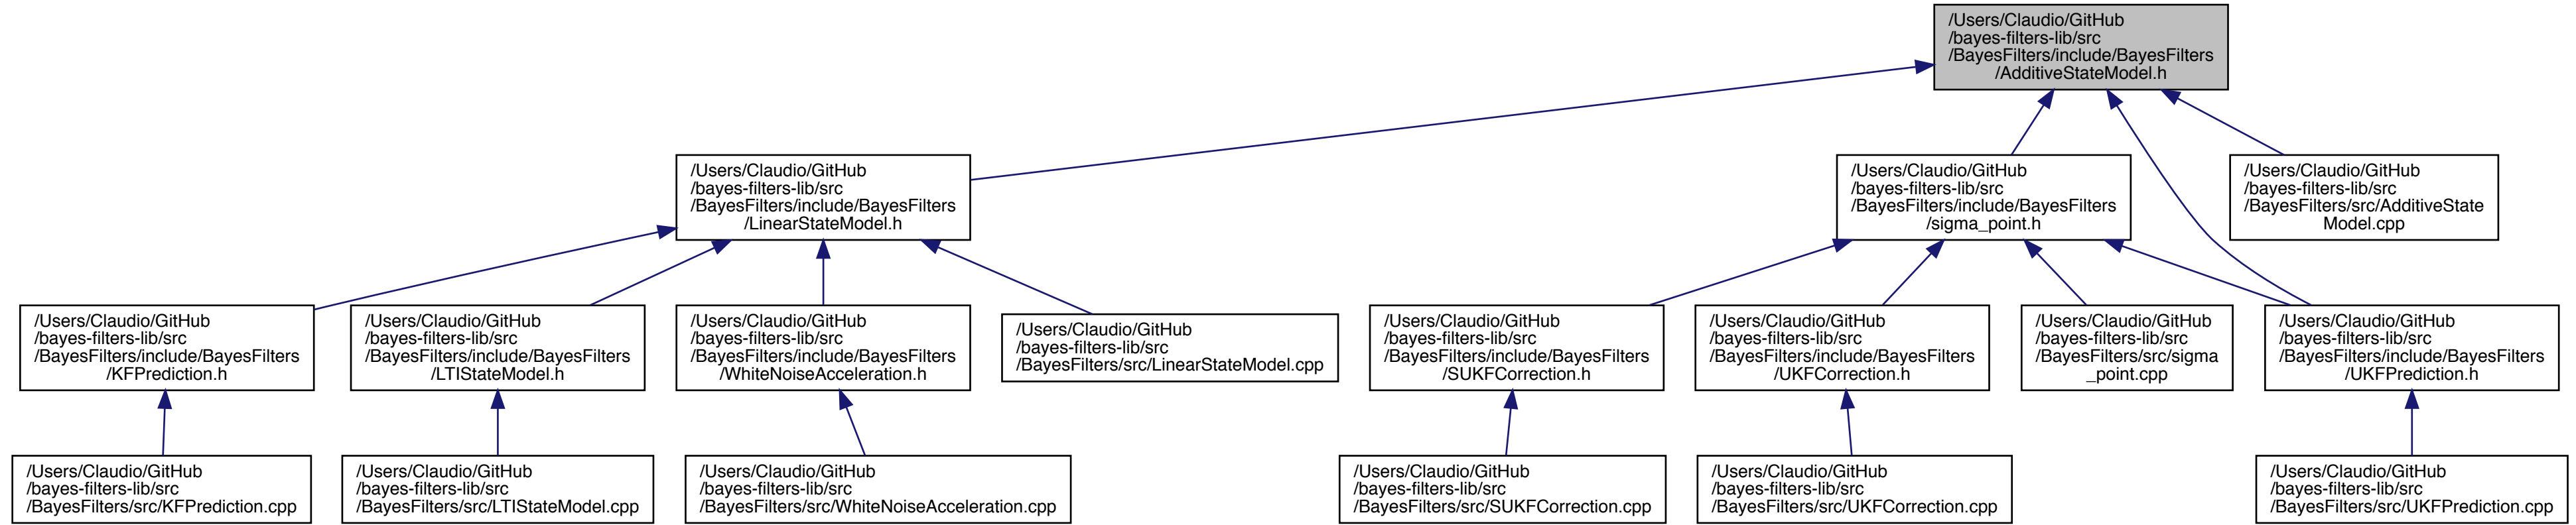 /Users/Claudio/GitHub
/bayes-filters-lib/src
/BayesFilters/include/BayesFilters
/AdditiveStateModel.h
/Users/Claudio/GitHub
/bayes-filters-lib/src
/BayesFilters/include/BayesFilters
/LinearStateModel.h
/Users/Claudio/GitHub
/bayes-filters-lib/src
/BayesFilters/include/BayesFilters
/sigma_point.h
/Users/Claudio/GitHub
/bayes-filters-lib/src
/BayesFilters/src/AdditiveState
Model.cpp
/Users/Claudio/GitHub
/bayes-filters-lib/src
/BayesFilters/include/BayesFilters
/KFPrediction.h
/Users/Claudio/GitHub
/bayes-filters-lib/src
/BayesFilters/include/BayesFilters
/LTIStateModel.h
/Users/Claudio/GitHub
/bayes-filters-lib/src
/BayesFilters/include/BayesFilters
/WhiteNoiseAcceleration.h
/Users/Claudio/GitHub
/bayes-filters-lib/src
/BayesFilters/src/LinearStateModel.cpp
/Users/Claudio/GitHub
/bayes-filters-lib/src
/BayesFilters/include/BayesFilters
/SUKFCorrection.h
/Users/Claudio/GitHub
/bayes-filters-lib/src
/BayesFilters/include/BayesFilters
/UKFCorrection.h
/Users/Claudio/GitHub
/bayes-filters-lib/src
/BayesFilters/src/sigma
_point.cpp
/Users/Claudio/GitHub
/bayes-filters-lib/src
/BayesFilters/include/BayesFilters
/UKFPrediction.h
/Users/Claudio/GitHub
/bayes-filters-lib/src
/BayesFilters/src/KFPrediction.cpp
/Users/Claudio/GitHub
/bayes-filters-lib/src
/BayesFilters/src/LTIStateModel.cpp
/Users/Claudio/GitHub
/bayes-filters-lib/src
/BayesFilters/src/WhiteNoiseAcceleration.cpp
/Users/Claudio/GitHub
/bayes-filters-lib/src
/BayesFilters/src/SUKFCorrection.cpp
/Users/Claudio/GitHub
/bayes-filters-lib/src
/BayesFilters/src/UKFCorrection.cpp
/Users/Claudio/GitHub
/bayes-filters-lib/src
/BayesFilters/src/UKFPrediction.cpp